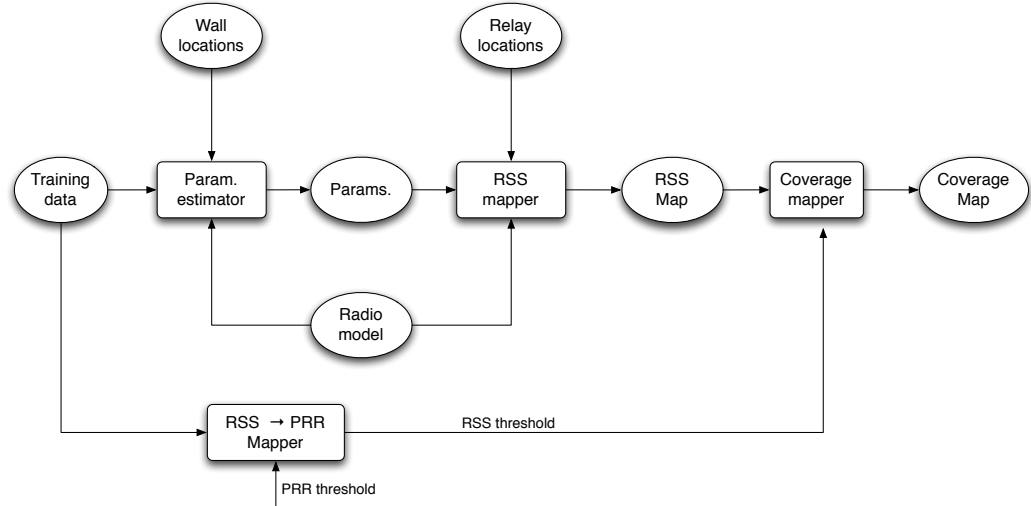 Wall
locations
Relay
locations
Training
data
Param.
estimator
Params.
RSS
mapper
RSS
Map
Coverage
mapper
Coverage
Map
Radio
model
RSS → PRR
Mapper
RSS threshold
PRR threshold